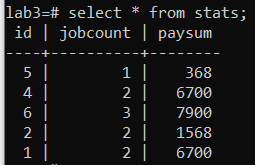 lab3=# select * from stats;
 id | jobcount | paysum
----+----------+--------
  5 |        1 |    368
  4 |        2 |   6700
  6 |        3 |   7900
  2 |        2 |   1568
  1 |        2 |   6700